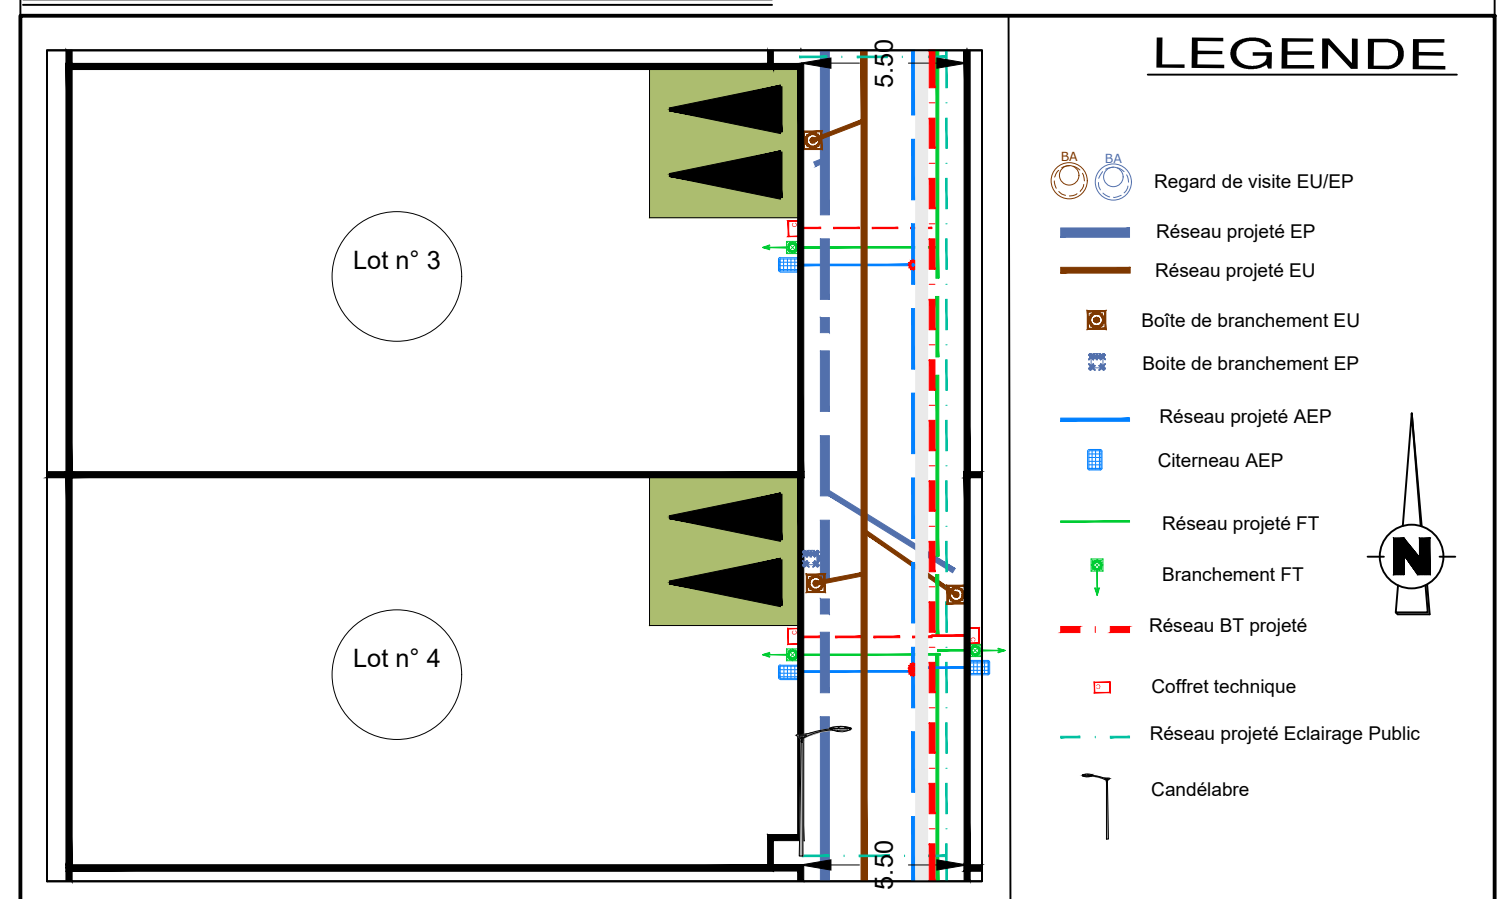 LEGENDE
5.50
BA BA
Regard de visite EU/EP
Réseau projeté EP
Lot n° 3
Réseau projeté EU
Boîte de branchement EU
Boite de branchement EP
Réseau projeté AEP
Citerneau AEP
Réseau projeté FT
N
Branchement FT
Réseau BT projeté
Lot n° 4
Coffret technique
Réseau projeté Eclairage Public
Candélabre
5.50